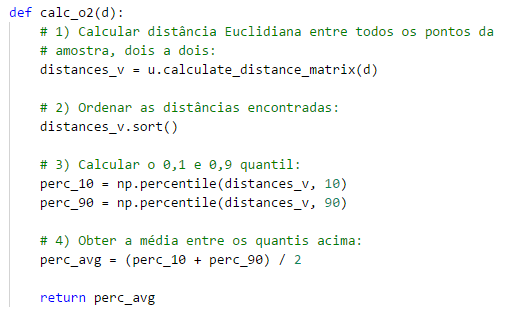 def calc_o2(d):
# 1) Calcular distância Euclidiana entre todos os pontos da
# amostra, dois a dois:
distances_v = u.calculate_distance_matrix(d)
# 2) Ordenar as distâncias encontradas:
distances_v.sort()
# 3) Calcular o 0,1 e 0,9 quantil:
perc_10 = np.percentile(distances_v, 10)
perc_90 = np.percentile(distances_v, 90)
# 4) Obter a média entre os quantis acima:
perc_avg = (perc_10 + perc_90) / 2
return perc_avg